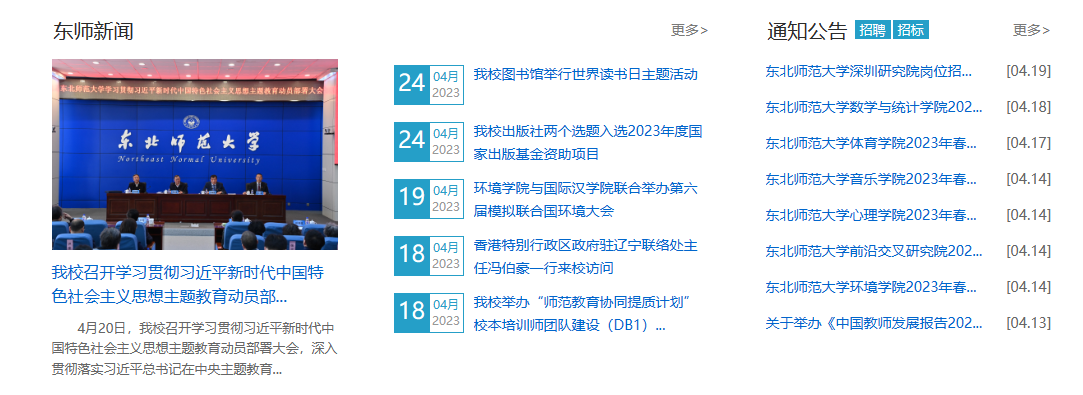 东师新闻
更多>
东北师范大学学习贯彻习近平新时代中国特色社会主义思想主题教育动员部署大会
东北师范大学
Northeast Normal University
我校召开学习贯彻习近平新时代中国特
色社会主义思想主题教育动员部...
4月20日，我校召开学习贯彻习近平新时代中
国特色社会主义思想主题教育动员部署大会，深入
贯彻落实习近平总书记在中央主题教育...
24 04月 2023
我校图书馆举行世界读书日主题活动
24 04月 2023
我校出版社两个选题入选2023年度国
家出版基金资助项目
19 04月 2023
环境学院与国际汉学院联合举办第六
届模拟联合国环境大会
18 04月 2023
香港特别行政区政府驻辽宁联络处主
任冯伯豪一行来校访问
18 04月 2023
我校举办“师范教育协同提质计划”
校本培训师团队建设（DB1）...
通知公告 招聘 招标
更多>
东北师范大学深圳研究院岗位招... [04.19]
东北师范大学数学与统计学院202... [04.18]
东北师范大学体育学院2023年春... [04.17]
东北师范大学音乐学院2023年春... [04.14]
东北师范大学心理学院2023年春... [04.14]
东北师范大学前沿交叉研究院202... [04.14]
东北师范大学环境学院2023年春... [04.14]
关于举办《中国教师发展报告202... [04.13]